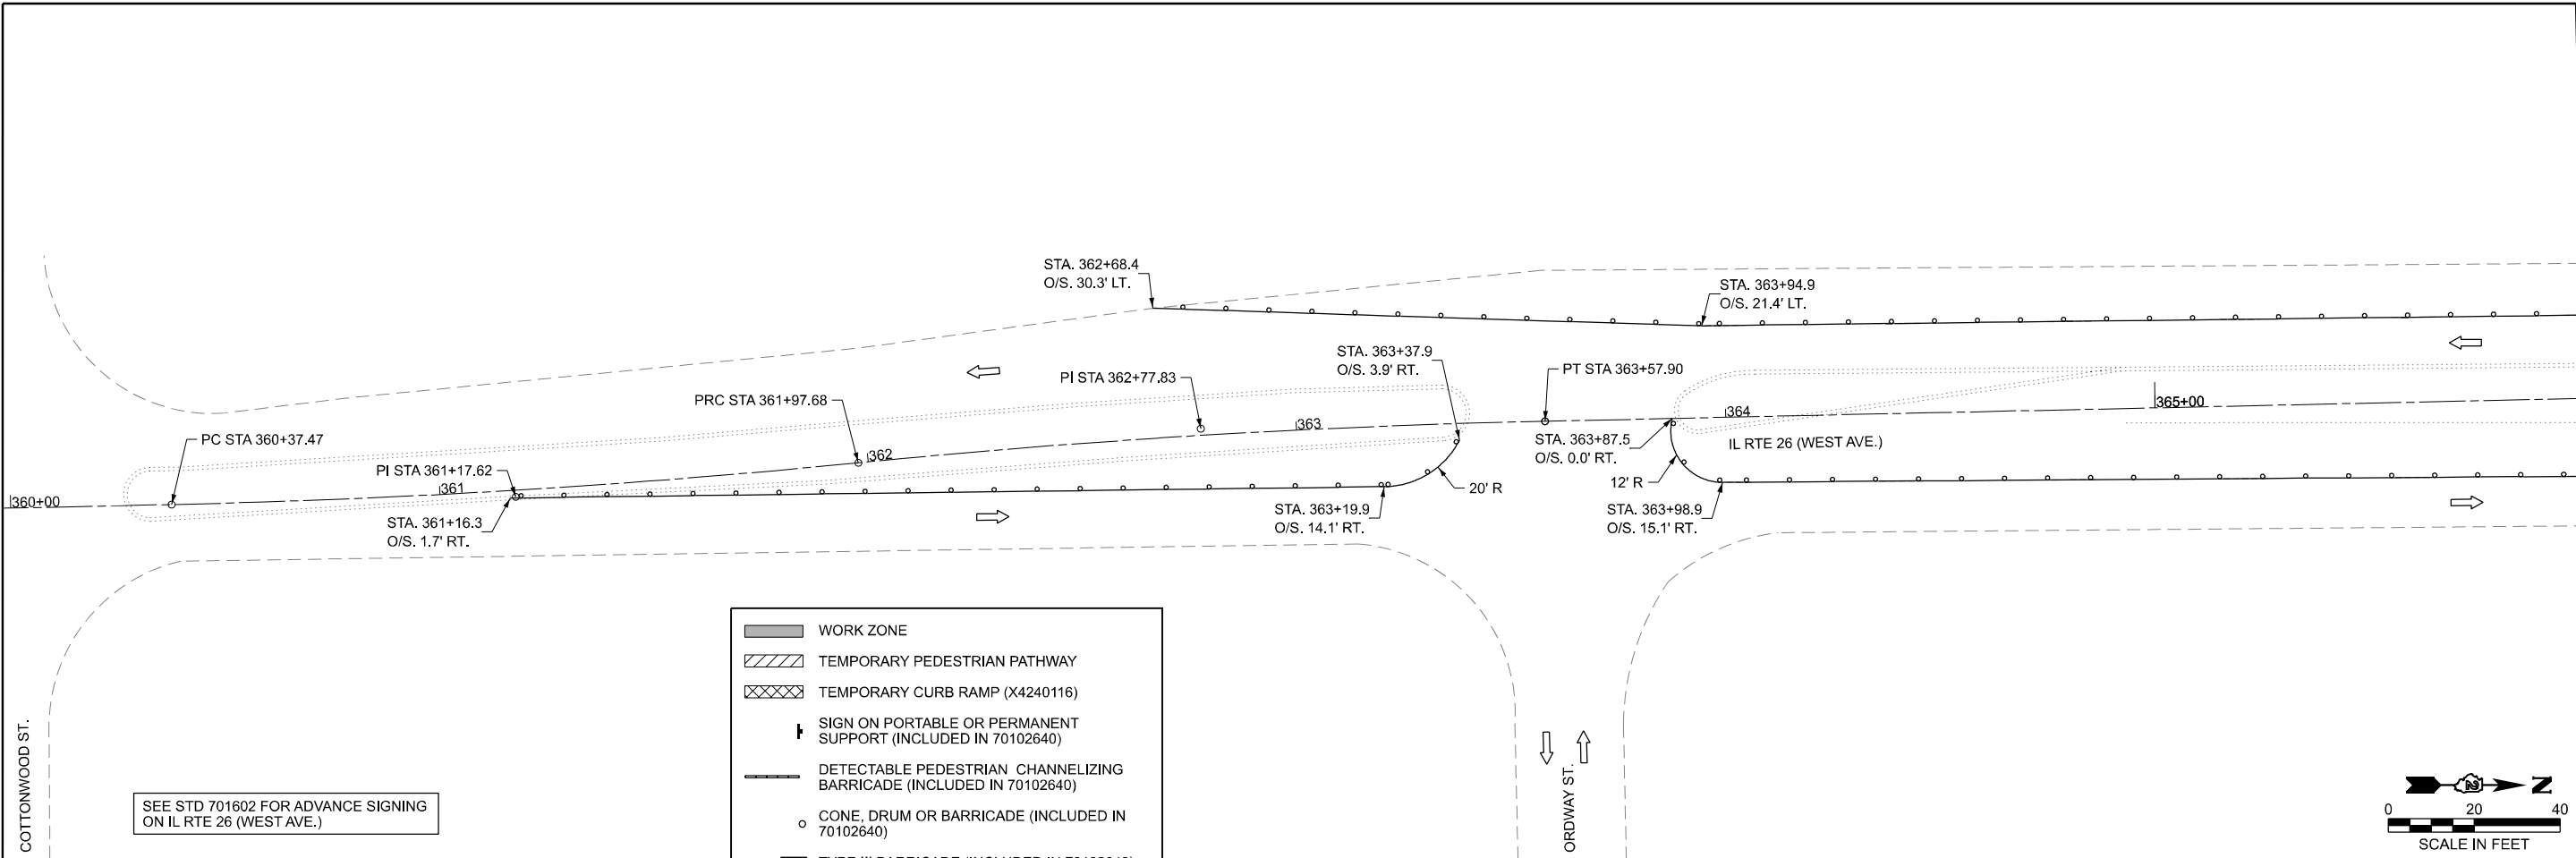 STA. 362+68.4
O/S. 30.3' LT.
STA. 363+94.9
O/S. 21.4' LT.
STA. 363+37.9
O/S. 3.9' RT.
PI STA 362+77.83
PT STA 363+57.90
PRC STA 361+97.68
PC STA 360+37.47
PI STA 361+17.62
360+00
361
362
363
364
365+00
STA. 363+87.5
O/S. 0.0' RT.
IL RTE 26 (WEST AVE.)
12' R
20' R
STA. 361+16.3
O/S. 1.7' RT.
STA. 363+19.9
O/S. 14.1' RT.
STA. 363+98.9
O/S. 15.1' RT.
WORK ZONE
TEMPORARY PEDESTRIAN PATHWAY
TEMPORARY CURB RAMP (X4240116)
SIGN ON PORTABLE OR PERMANENT
SUPPORT (INCLUDED IN 70102640)
DETECTABLE PEDESTRIAN CHANNELIZING
BARRICADE (INCLUDED IN 70102640)
CONE, DRUM OR BARRICADE (INCLUDED IN
70102640)
COTTONWOOD ST.
SEE STD 701602 FOR ADVANCE SIGNING
ON IL RTE 26 (WEST AVE.)
ORDWAY ST.
N
0 20 40
SCALE IN FEET